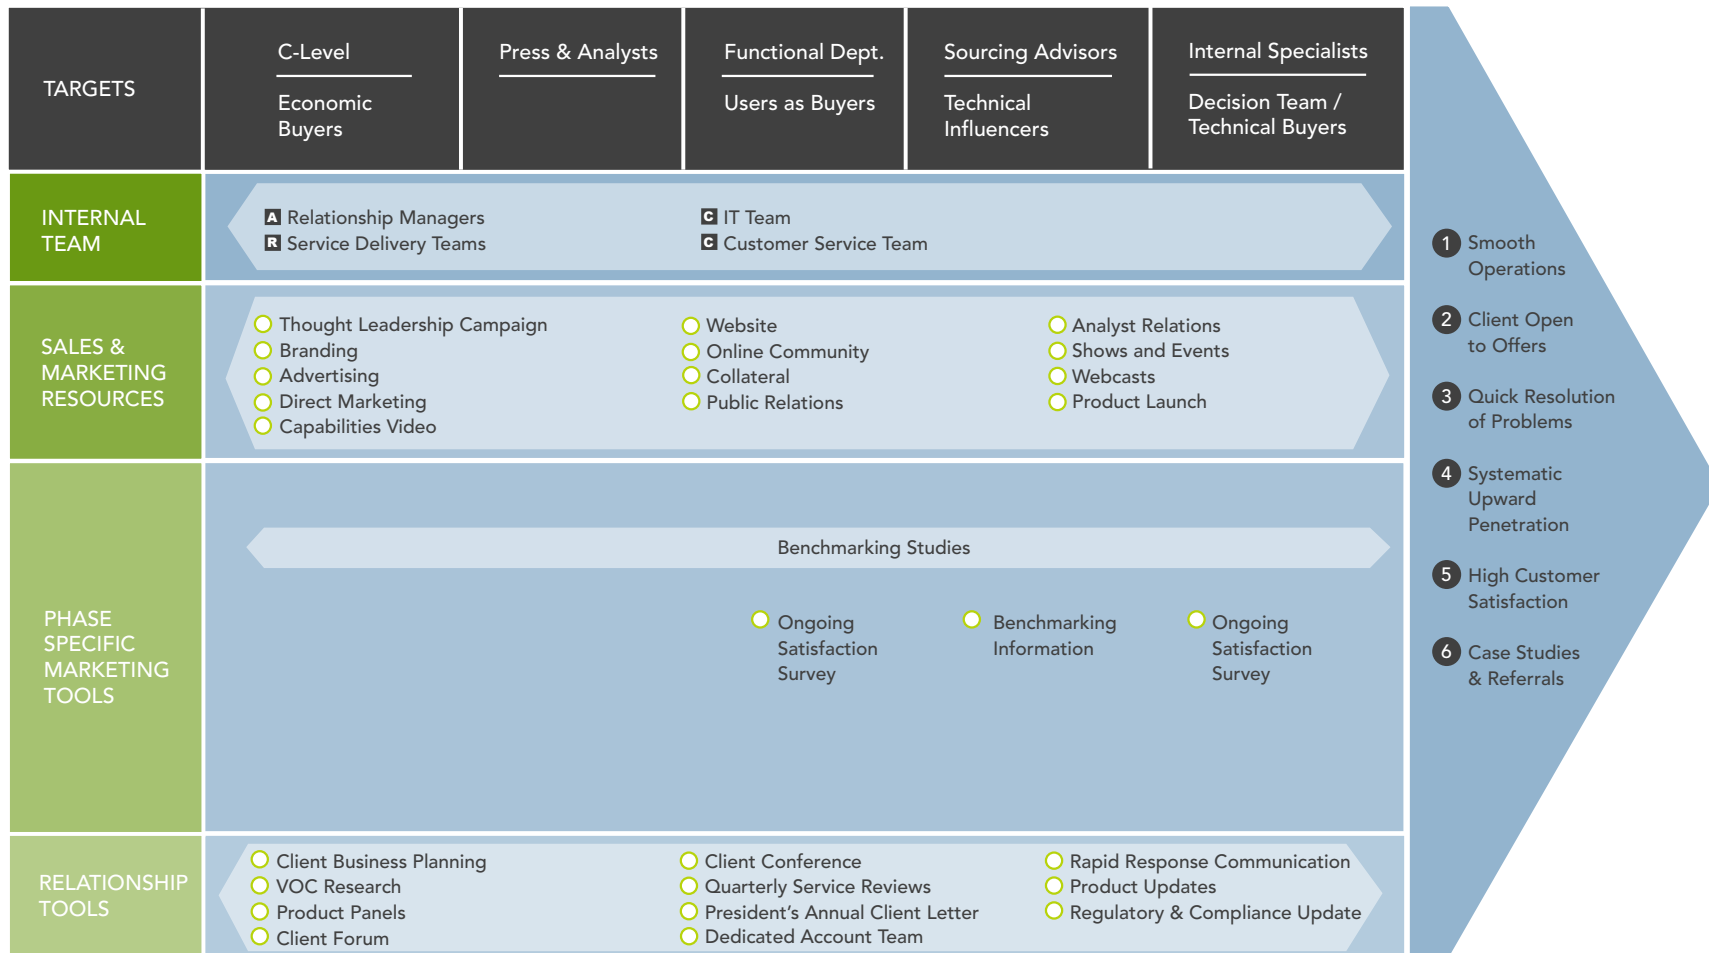 TARGETS
C-Level
Economic
Buyers
Press & Analysts
Functional Dept.
Users as Buyers
Sourcing Advisors
Technical
Influencers
Internal Specialists
Decision Team /
Technical Buyers
INTERNAL
TEAM
A Relationship Managers
R Service Delivery Teams
C IT Team
C Customer Service Team
SALES &
MARKETING
RESOURCES
Thought Leadership Campaign
Branding
Advertising
Direct Marketing
Capabilities Video
Website
Online Community
Collateral
Public Relations
Analyst Relations
Shows and Events
Webcasts
Product Launch
PHASE
SPECIFIC
MARKETING
TOOLS
Benchmarking Studies
Ongoing
Satisfaction
Survey
Benchmarking
Information
Ongoing
Satisfaction
Survey
RELATIONSHIP
TOOLS
Client Business Planning
VOC Research
Product Panels
Client Forum
Client Conference
Quarterly Service Reviews
President’s Annual Client Letter
Dedicated Account Team
Rapid Response Communication
Product Updates
Regulatory & Compliance Update
1 Smooth
Operations
2 Client Open
to Offers
3 Quick Resolution
of Problems
4 Systematic
Upward
Penetration
5 High Customer
Satisfaction
6 Case Studies
& Referrals